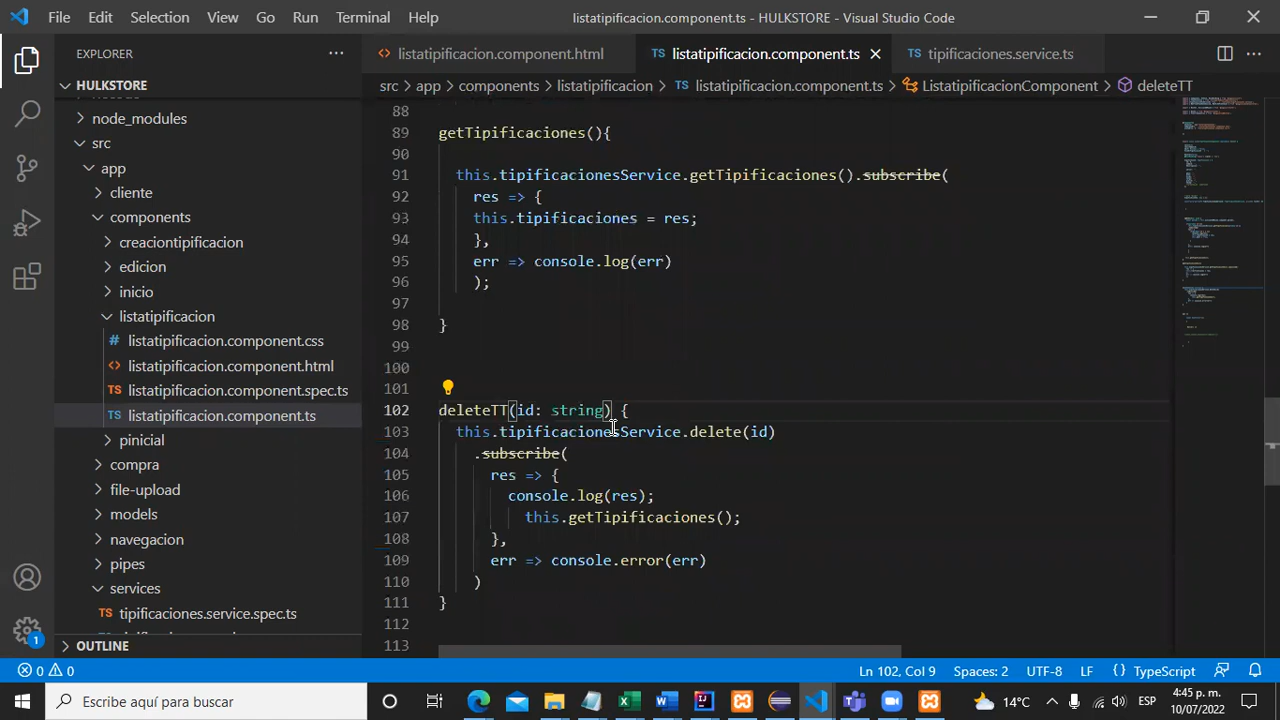 File Edit Selection View Go Run Terminal Help listatipificacion.component.ts - HULKSTORE - Visual Studio Code
EXPLORER
listatipificacion.component.html
listatipificacion.component.ts
tipificaciones.service.ts
HULKSTORE
src > app > components > listatipificacion > TS listatipificacion.component.ts > ListatipificacionComponent > deleteTT
node_modules
src
app
cliente
components
creaciontipificacion
edicion
inicio
listatipificacion
# listatipificacion.component.css
<> listatipificacion.component.html
TS listatipificacion.component.spec.ts
TS listatipificacion.component.ts
pinicial
compra
file-upload
models
navegacion
pipes
services
TS tipificaciones.service.spec.ts
OUTLINE
88
89 getTipificaciones(){
90
91 this.tipificacionesService.getTipificaciones().subscribe(
92 res => {
93 this.tipificaciones = res;
94 },
95 err => console.log(err)
96 );
97
98 }
99
100
101
102 deleteTT(id: string) {
103 this.tipificacionesService.delete(id)
104 .subscribe(
105 res => {
106 console.log(res);
107 this.getTipificaciones();
108 },
109 err => console.error(err)
110 )
111 }
112
113
1
0 0 Ln 102, Col 9 Spaces: 2 UTF-8 LF {} TypeScript
Escribe aquí para buscar
14°C ESP
4:45 p. m.
10/07/2022